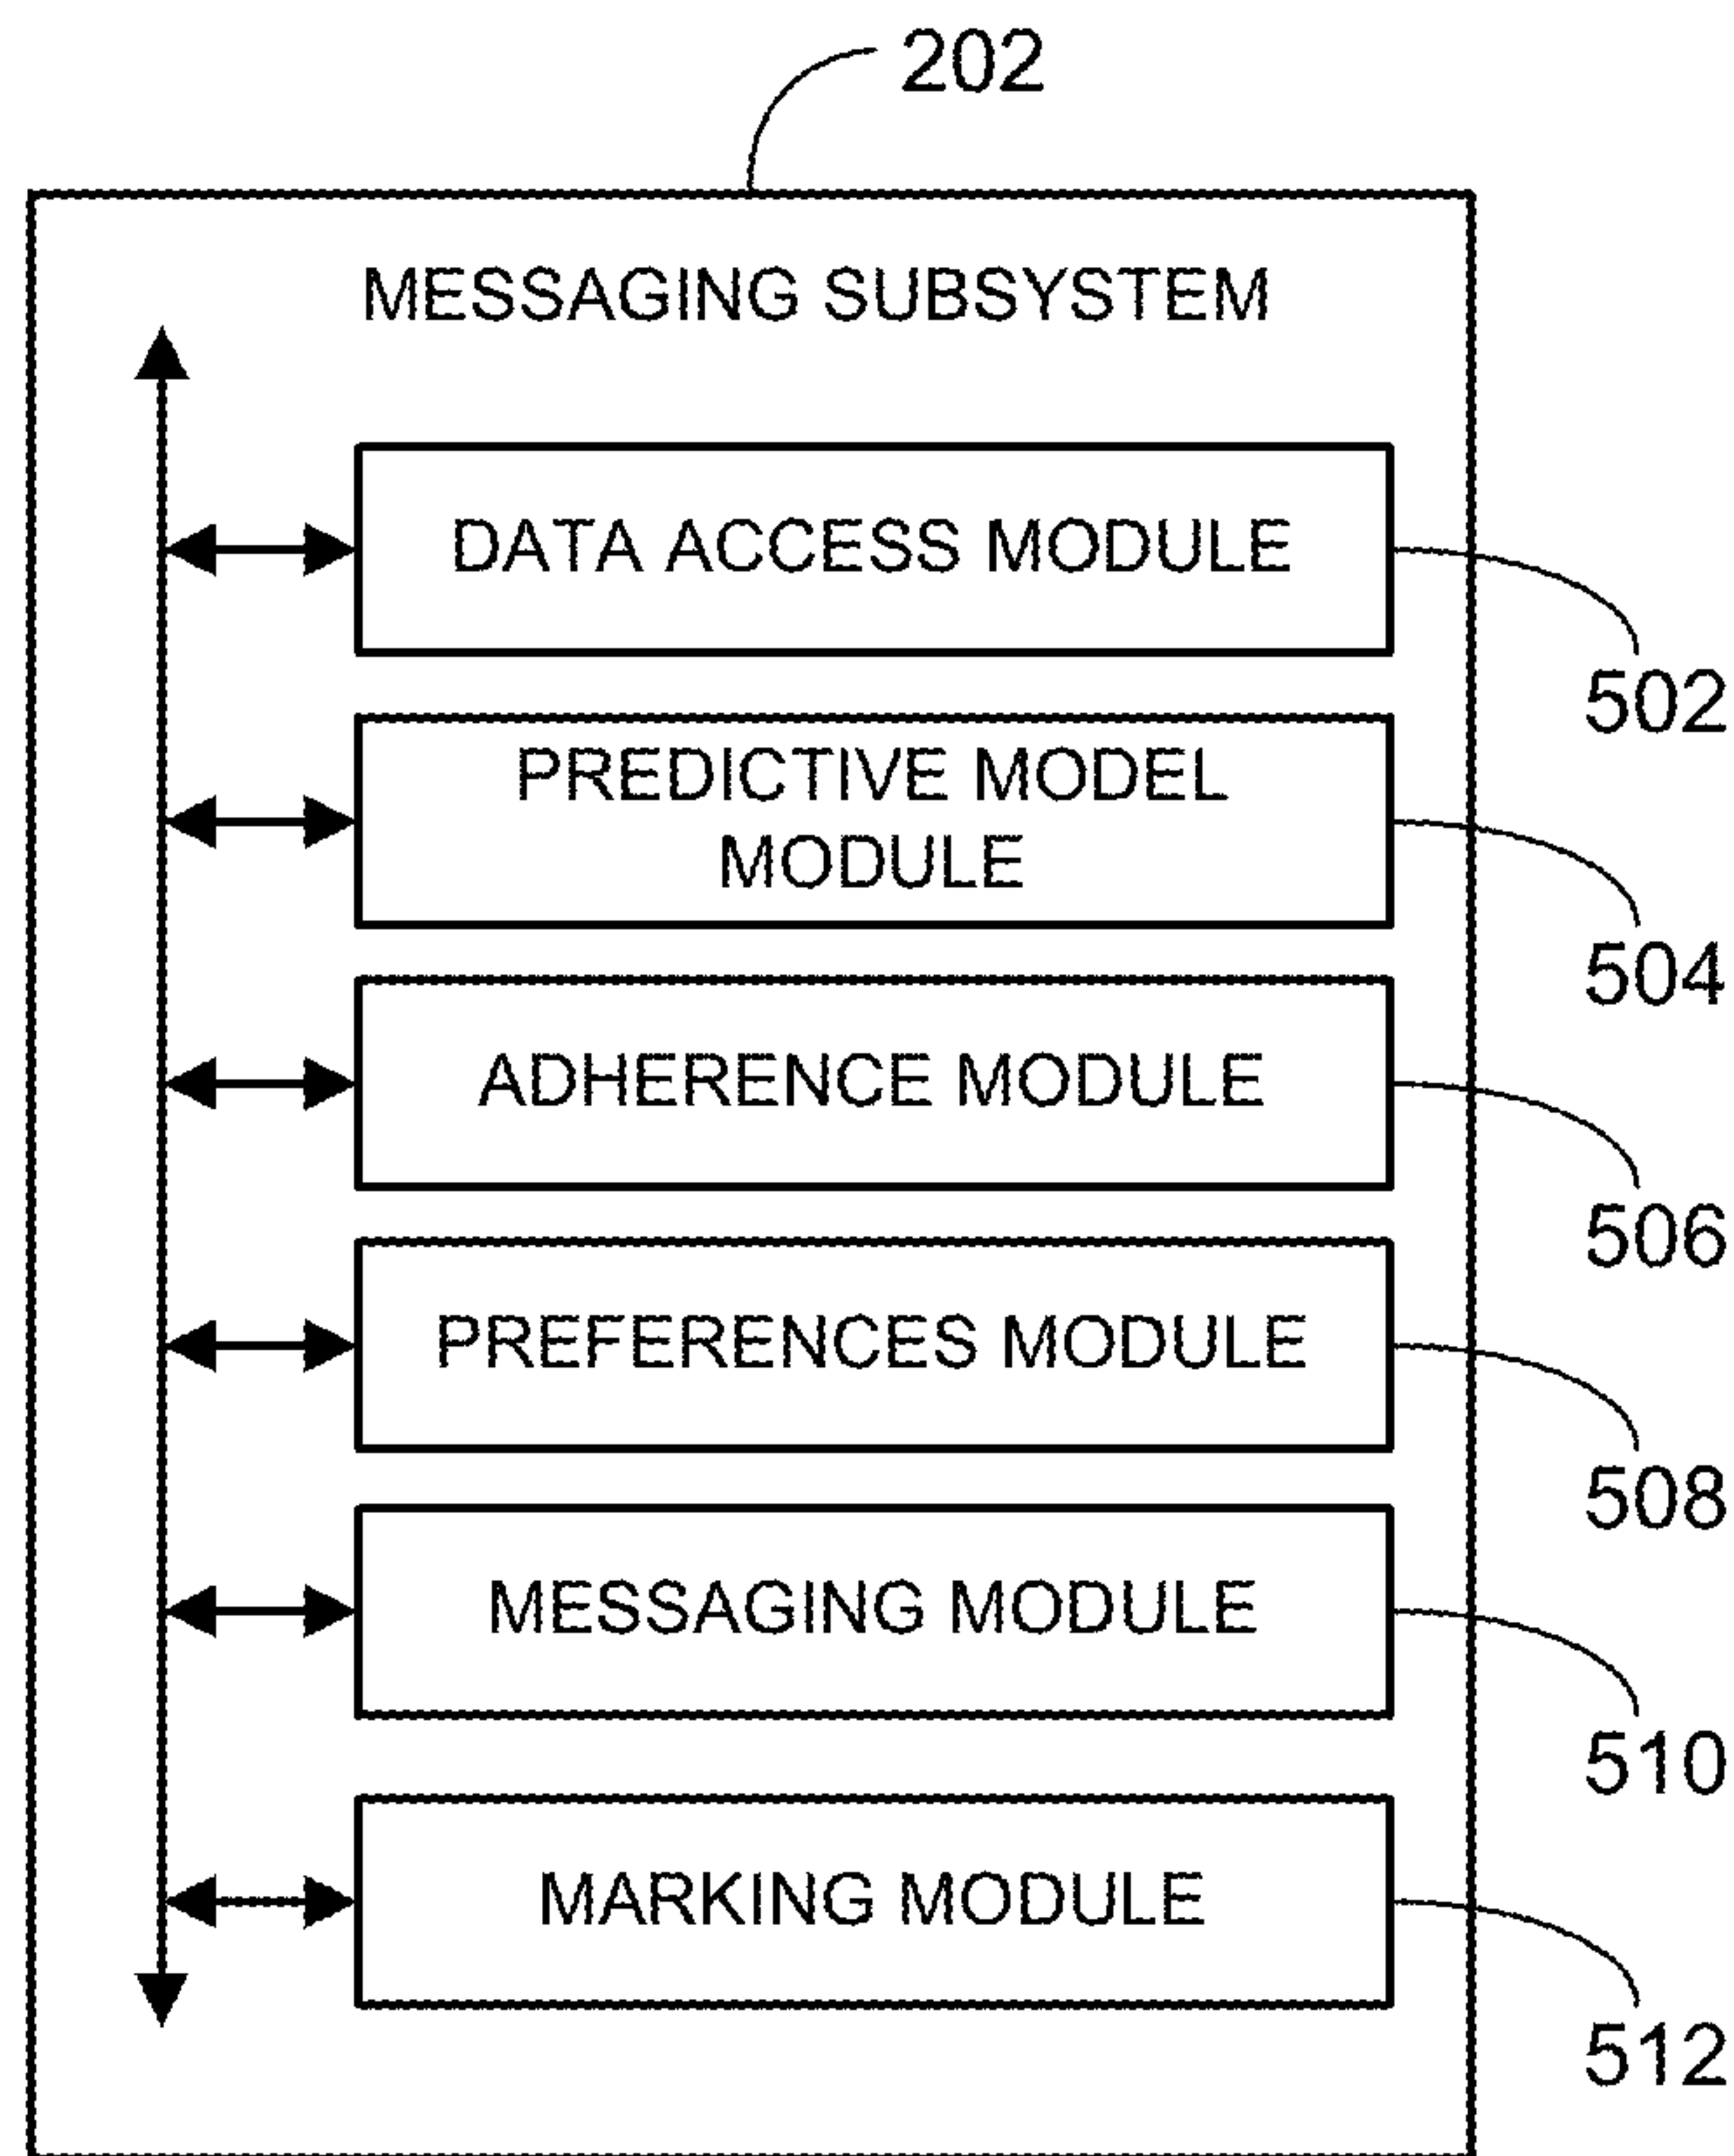 202
MESSAGING SUBSYSTEM
DATA ACCESS MODULE
502
PREDICTIVE MODEL
MODULE
504
ADHERENCE MODULE
506
PREFERENCES MODULE
508
MESSAGING MODULE
510
MARKING MODULE
512